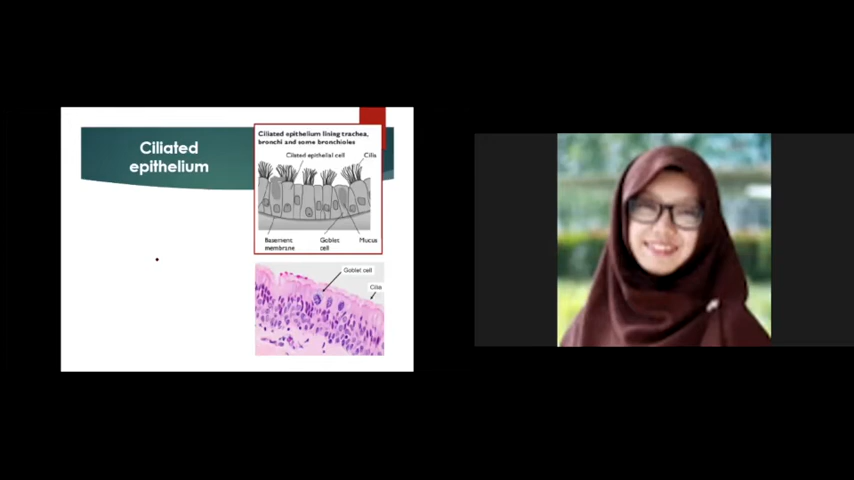 Ciliated
epithelium
Ciliated epithelium lining trachea,
bronchi and some bronchioles
Ciliated epithelial cell
Cilia
Basement
membrane
Goblet
cell
Mucus
Goblet cell
Cilia